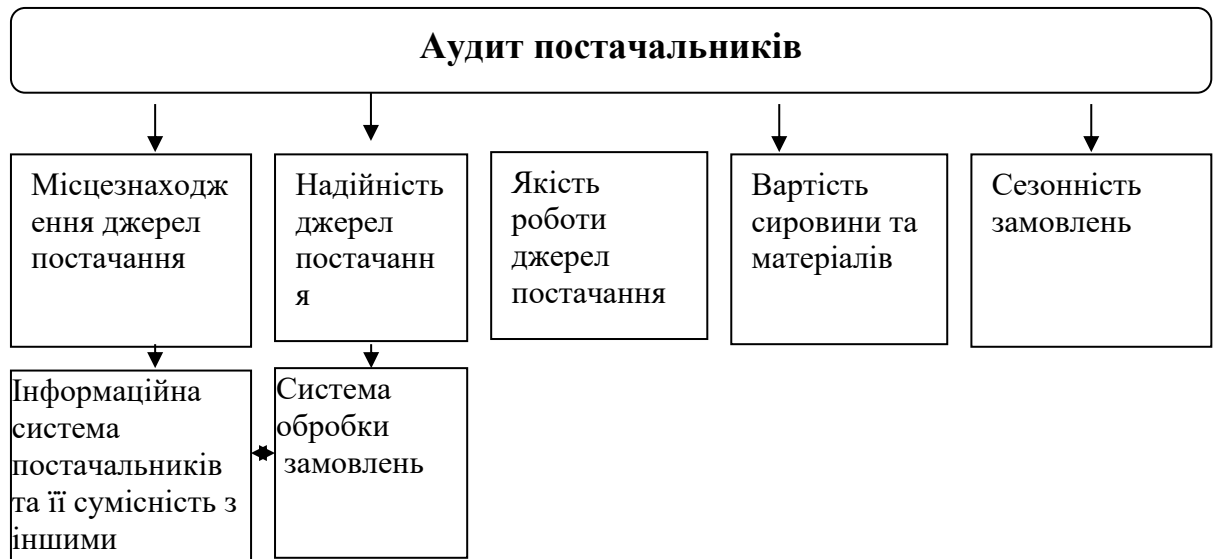 Аудит постачальників
Місцезнаходж
ення джерел
постачання
Надійність
джерел
постачанн
я
Якість
роботи
джерел
постачання
Вартість
сировини та
матеріалів
Сезонність
замовлень
Інформаційна
система
постачальників
та її сумісність з
іншими
Система
обробки
замовлень